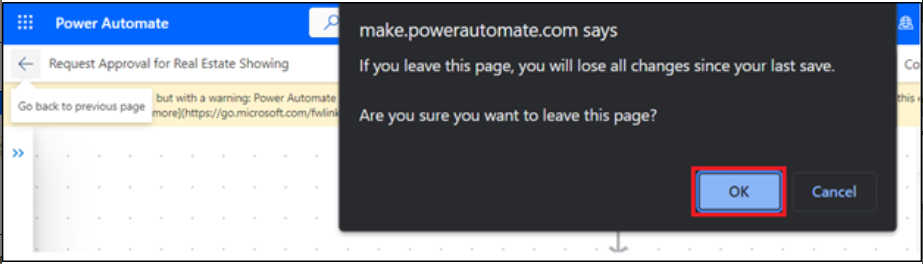 Power Automate
make.powerautomate.com says
Request Approval for Real Estate Showing
If you leave this page, you will lose all changes since your last save.
Co
Go back to previous page
but with a warning: Power Automate
this
more](https://go.microsoft.com/fwlink
Are you sure you want to leave this page?
OK
Cancel